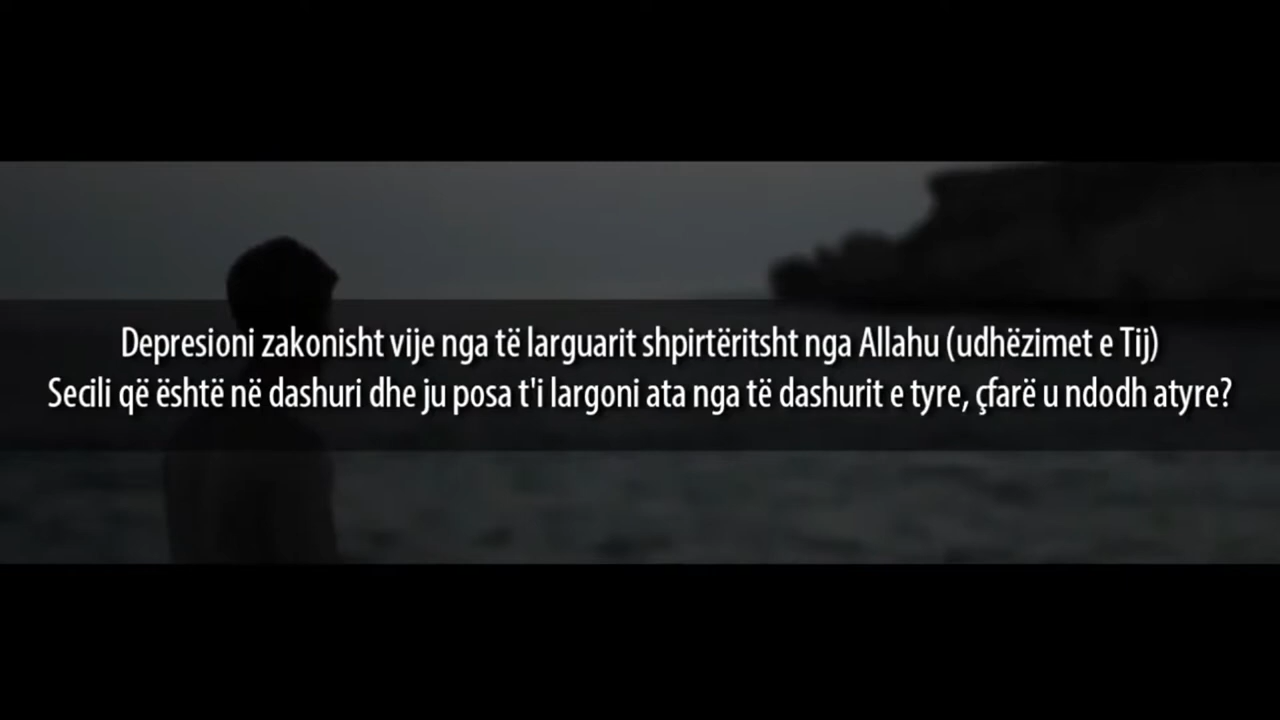 Depresioni zakonisht vije nga të larguarit shpirtëritsht nga Allahu (udhëzimet e Tij)
Secili që është në dashuri dhe ju posa t'i largoni ata nga të dashurit e tyre, çfarë u ndodh atyre?